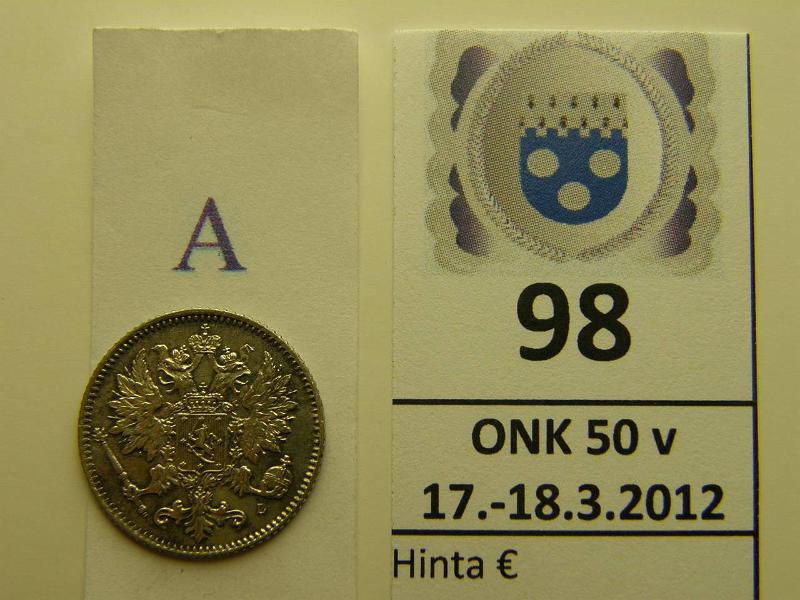 A
98
ONK 50 v
17.-18.3.2012
Hinta €